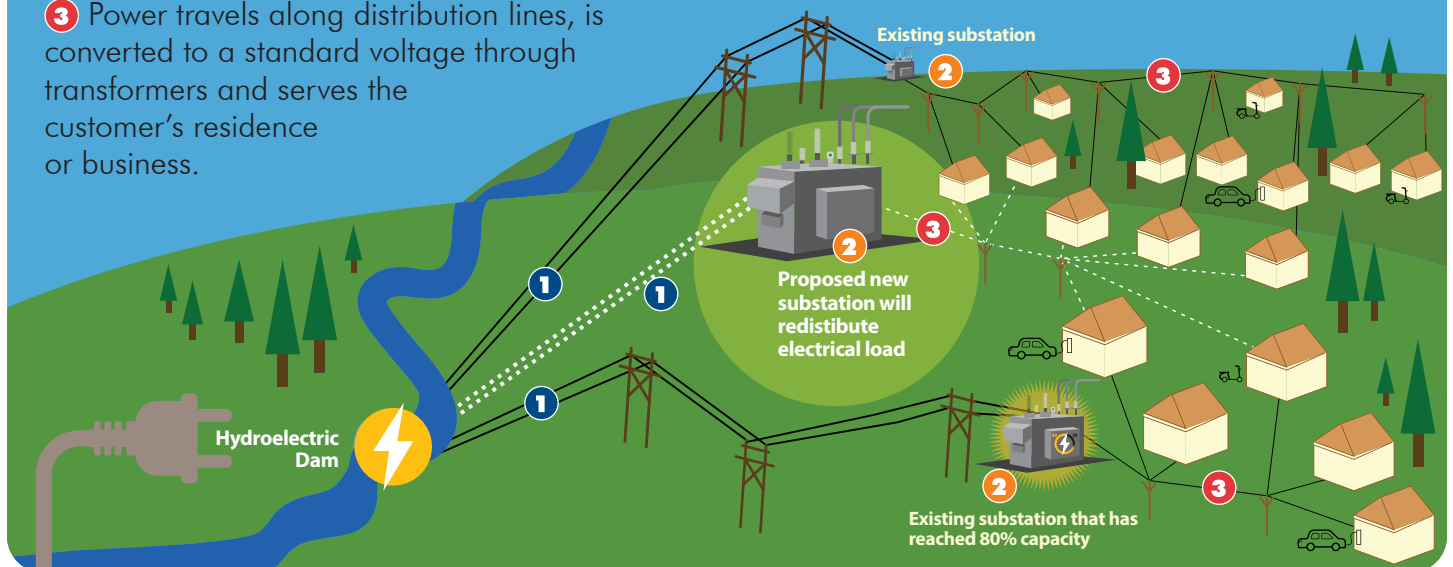 3 Power travels along distribution lines, is
converted to a standard voltage through
transformers and serves the
customer's residence
or business.
Existing substation
2
3
3
2
Proposed new
substation will
redistibute
electrical load
1
1
1
Hydroelectric
Dam
2
3
Existing substation that has
reached 80% capacity